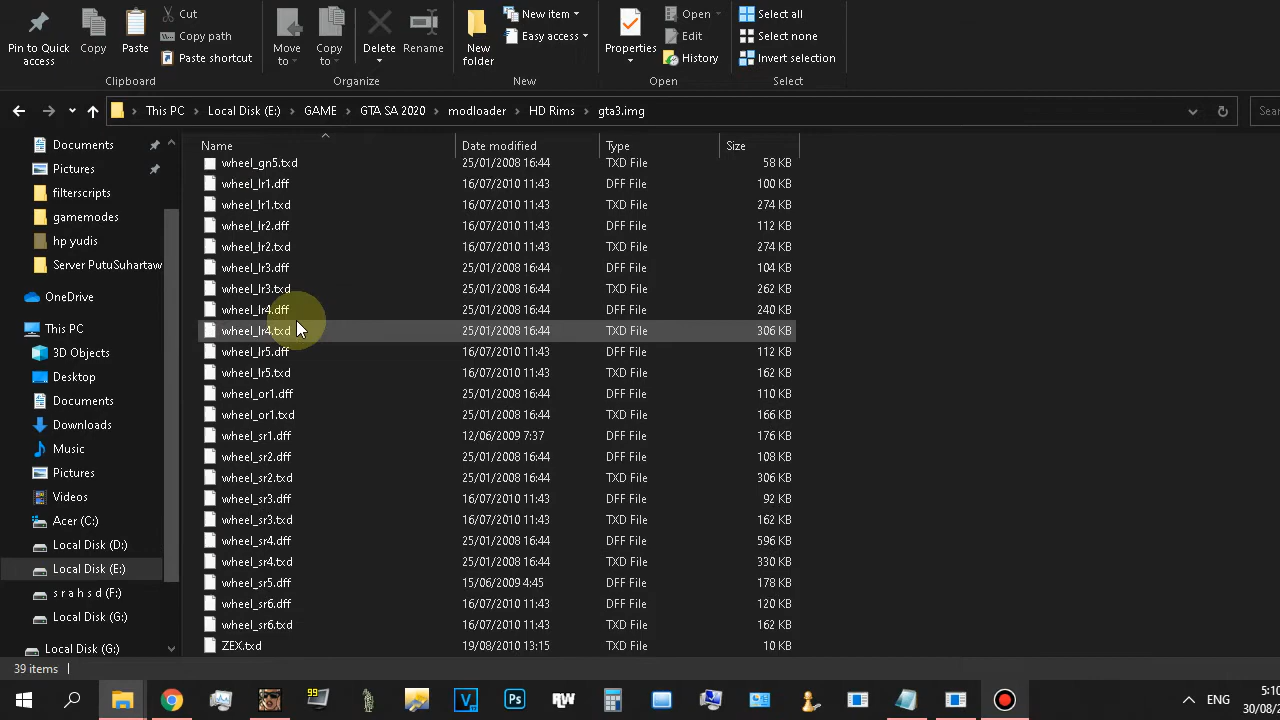 Pin to Quick access
Copy
Paste
Cut
Copy path
Paste shortcut
Clipboard
Move to
Copy to
Delete
Rename
Organize
New folder
New item
Easy access
New
Properties
Open
Edit
History
Open
Select all
Select none
Invert selection
Select
This PC > Local Disk (E:) > GAME > GTA SA 2020 > modloader > HD Rims > gta3.img
Sear
Documents
Pictures
filterscripts
gamemodes
hp yudis
Server PutuSuhartaw
OneDrive
This PC
3D Objects
Desktop
Documents
Downloads
Music
Pictures
Videos
Acer (C:)
Local Disk (D:)
Local Disk (E:)
s r a h s d (F:)
Local Disk (G:)
Local Disk (G:)
Name Date modified Type Size
wheel_gn5.txd 25/01/2008 16:44 TXD File 58 KB
wheel_lr1.dff 16/07/2010 11:43 DFF File 100 KB
wheel_lr1.txd 16/07/2010 11:43 TXD File 274 KB
wheel_lr2.dff 16/07/2010 11:43 DFF File 112 KB
wheel_lr2.txd 16/07/2010 11:43 TXD File 274 KB
wheel_lr3.dff 25/01/2008 16:44 DFF File 104 KB
wheel_lr3.txd 25/01/2008 16:44 TXD File 262 KB
wheel_lr4.dff 25/01/2008 16:44 DFF File 240 KB
wheel_lr4.txd 25/01/2008 16:44 TXD File 306 KB
wheel_lr5.dff 16/07/2010 11:43 DFF File 112 KB
wheel_lr5.txd 16/07/2010 11:43 TXD File 162 KB
wheel_or1.dff 25/01/2008 16:44 DFF File 110 KB
wheel_or1.txd 25/01/2008 16:44 TXD File 166 KB
wheel_sr1.dff 12/06/2009 7:37 DFF File 176 KB
wheel_sr2.dff 25/01/2008 16:44 DFF File 108 KB
wheel_sr2.txd 25/01/2008 16:44 TXD File 306 KB
wheel_sr3.dff 16/07/2010 11:43 DFF File 92 KB
wheel_sr3.txd 16/07/2010 11:43 TXD File 162 KB
wheel_sr4.dff 25/01/2008 16:44 DFF File 596 KB
wheel_sr4.txd 25/01/2008 16:44 TXD File 330 KB
wheel_sr5.dff 15/06/2009 4:45 DFF File 178 KB
wheel_sr6.dff 16/07/2010 11:43 DFF File 120 KB
wheel_sr6.txd 16/07/2010 11:43 TXD File 162 KB
ZEX.txd 19/08/2010 13:15 TXD File 10 KB
39 items
99
V
Ps
RW
ENG
5:10
30/08/2